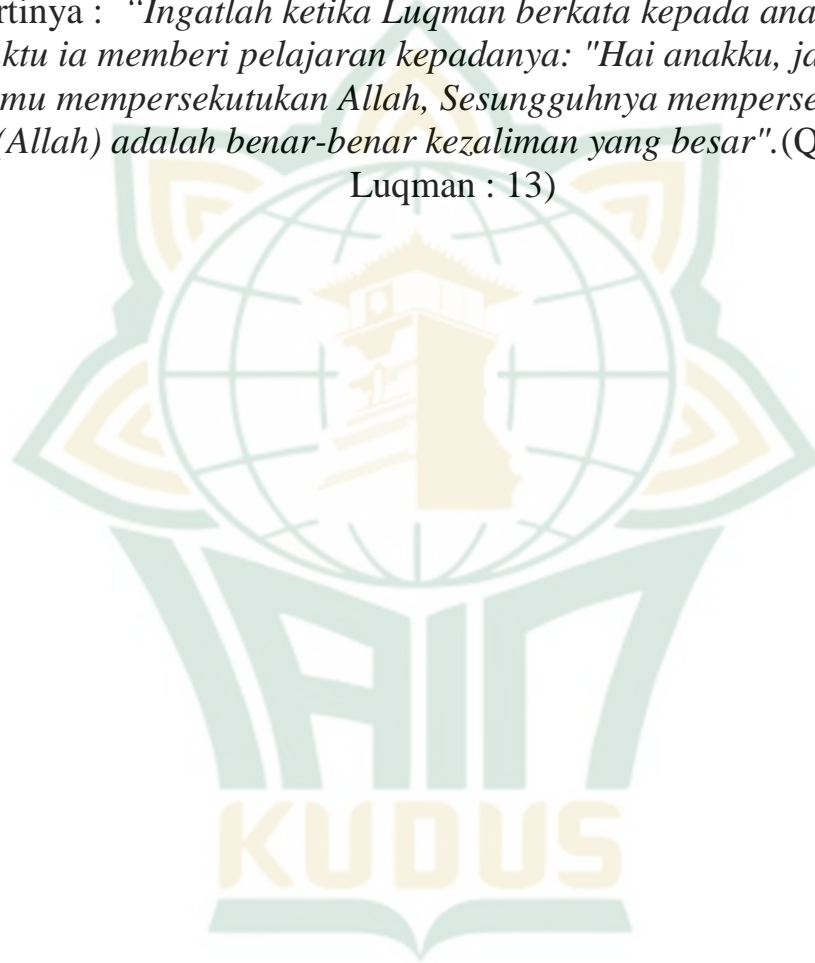 rtinya : “Ingatlah ketika Luqman berkata kepada ana
ktu ia memberi pelajaran kepadanya: "Hai anakku, ja
mu mempersekutukan Allah, Sesungguhnya memperse
(Allah) adalah benar-benar kezaliman yang besar".(Q
Luqman : 13)
IAIN
KUDUS